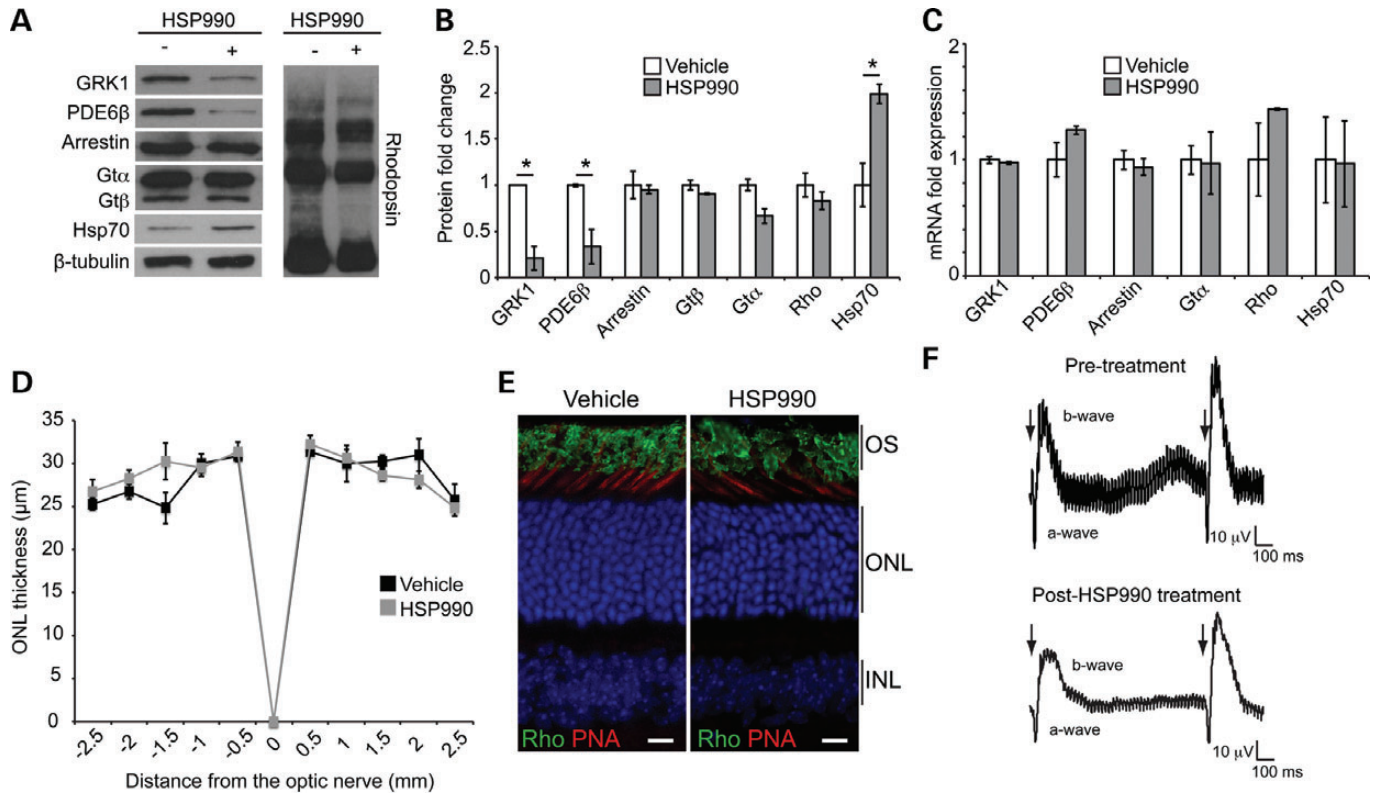 A
HSP990
HSP990
- +
- +
GRK1
PDE6β
Arrestin
Gtα
Gtβ
Hsp70
β-tubulin
Rhodopsin
B
Protein fold change
2.5
2
1.5
1
0.5
0
Vehicle
HSP990
* * *
GRK1 PDE6β Arrestin Gtβ Gtα Rho Hsp70
C
mRNA fold expression
2
1
0
Vehicle
HSP990
GRK1 PDE6β Arrestin Gtα Rho Hsp70
D
ONL thickness (µm)
35
30
25
20
15
10
5
0
Vehicle
HSP990
-2.5 -2 -1.5 -1 -0.5 0 0.5 1 1.5 2 2.5
Distance from the optic nerve (mm)
E
Vehicle HSP990
OS
ONL
INL
Rho PNA Rho PNA
F
Pre-treatment
b-wave
a-wave
10 µV
100 ms
Post-HSP990 treatment
b-wave
a-wave
10 µV
100 ms